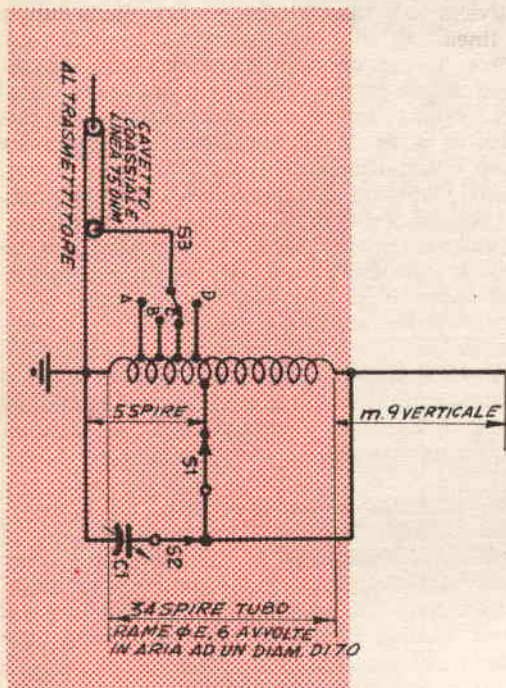 linea
AL TRASMETTITORE
CAVETTO
COASSIALE
LINEA 75 OHM
S3
A
B
C
D
5 SPIRE
m. 9 VERTICALE
S1
S2
C1
34 SPIRE TUBO
RAME Φ E. 6 AVVOLTE
IN ARIA AD UN DIAM. DI 70